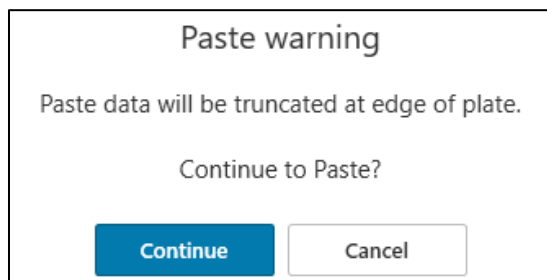 Paste warning
Paste data will be truncated at edge of plate.
Continue to Paste?
Continue Cancel